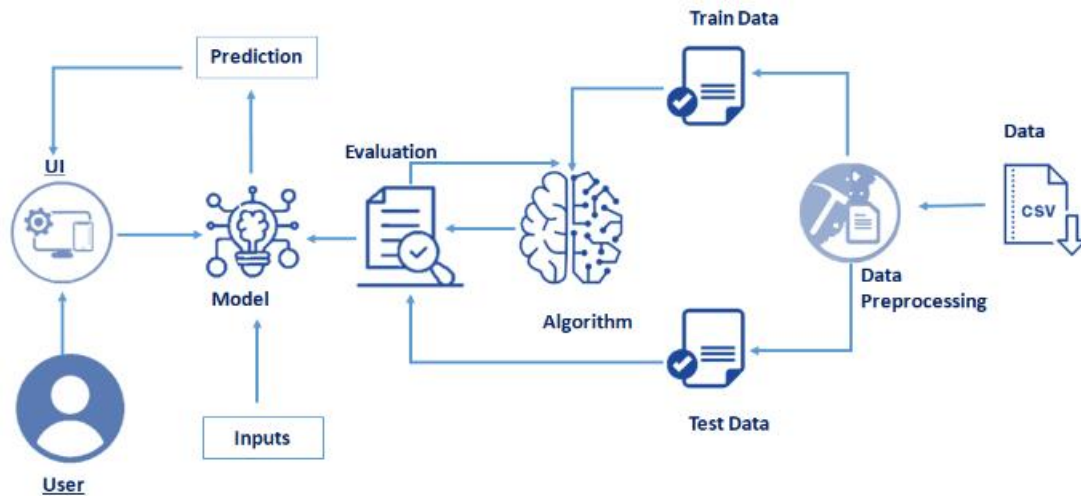 Train Data
Prediction
Data
Evaluation
UI
CSV
Model
Data
Preprocessing
Algorithm
Test Data
Inputs
User